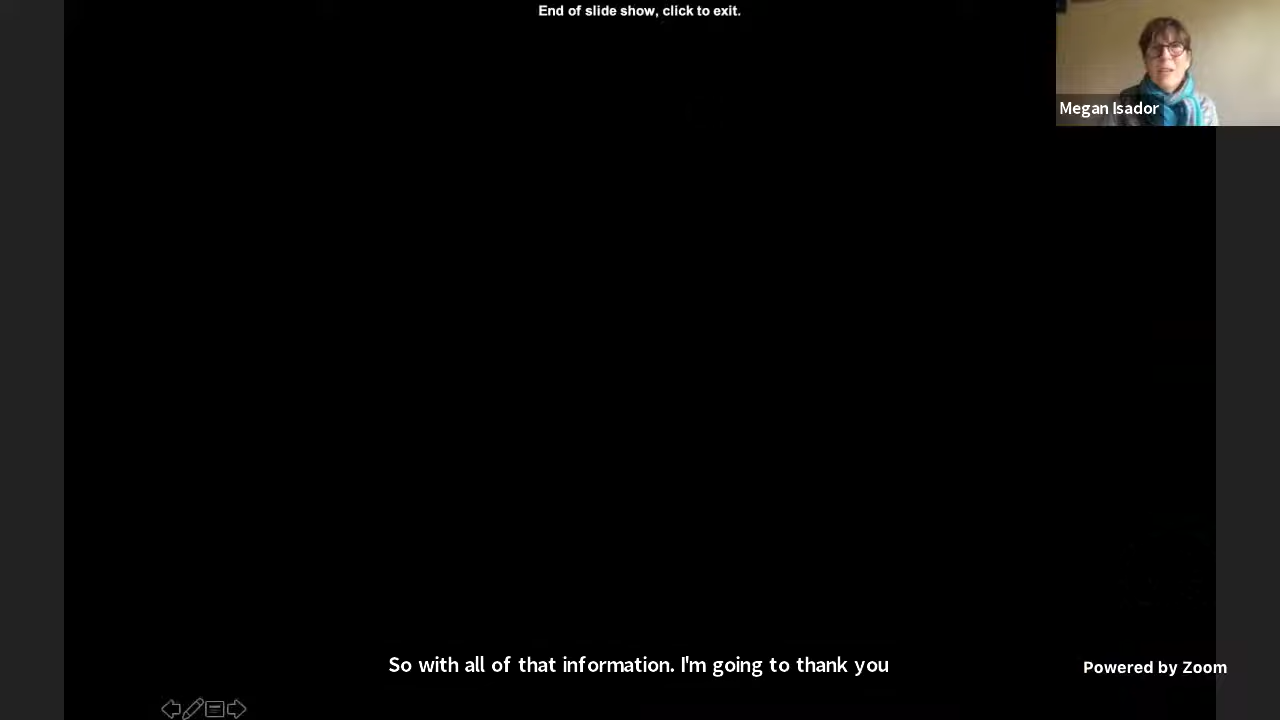 End of slide show, click to exit.
Megan Isador
So with all of that information. I'm going to thank you
Powered by Zoom